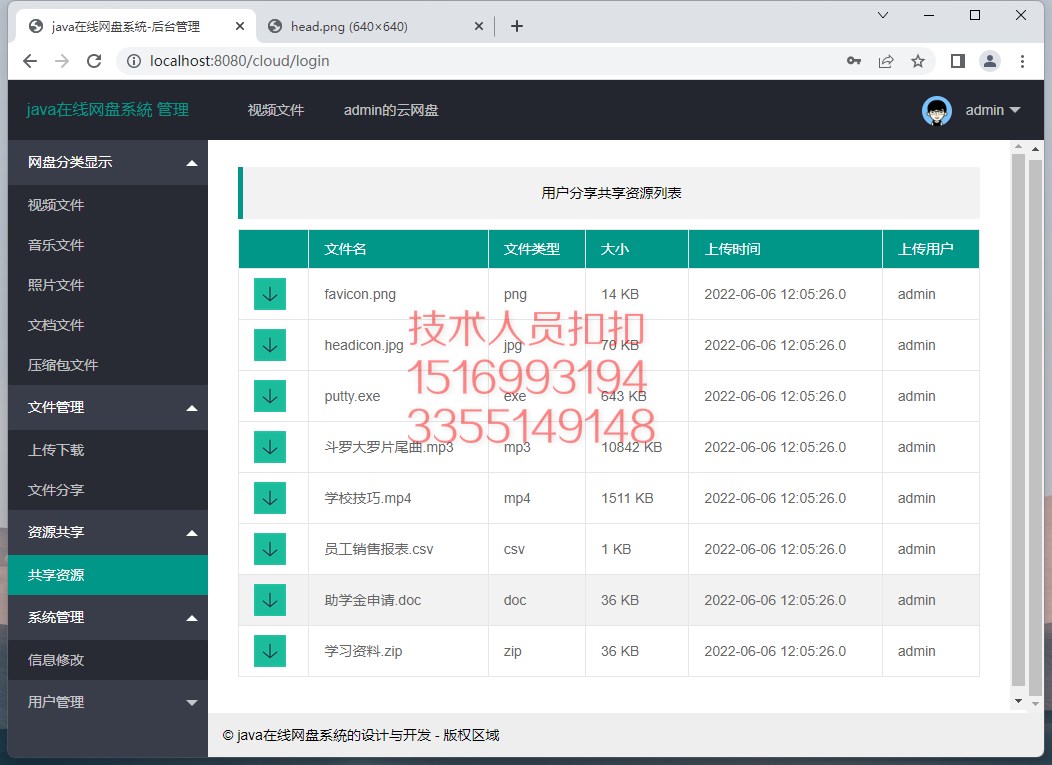 java在线网盘系统-后台管理
head.png (640×640)
localhost:8080/cloud/login
java在线网盘系统 管理
视频文件
admin的云网盘
admin
网盘分类显示
视频文件
音乐文件
照片文件
文档文件
压缩包文件
文件管理
上传下载
文件分享
资源共享
共享资源
系统管理
信息修改
用户管理
用户分享共享资源列表
文件名 文件类型 大小 上传时间 上传用户
favicon.png png 14 KB 2022-06-06 12:05:26.0 admin
headicon.jpg jpg 70 KB 2022-06-06 12:05:26.0 admin
putty.exe exe 643 KB 2022-06-06 12:05:26.0 admin
斗罗大罗片尾曲.mp3 mp3 10842 KB 2022-06-06 12:05:26.0 admin
学校技巧.mp4 mp4 1511 KB 2022-06-06 12:05:26.0 admin
员工销售报表.csv csv 1 KB 2022-06-06 12:05:26.0 admin
助学金申请.doc doc 36 KB 2022-06-06 12:05:26.0 admin
学习资料.zip zip 36 KB 2022-06-06 12:05:26.0 admin
技术人员扣扣
1516993194
3355149148
© java在线网盘系统的设计与开发 - 版权区域